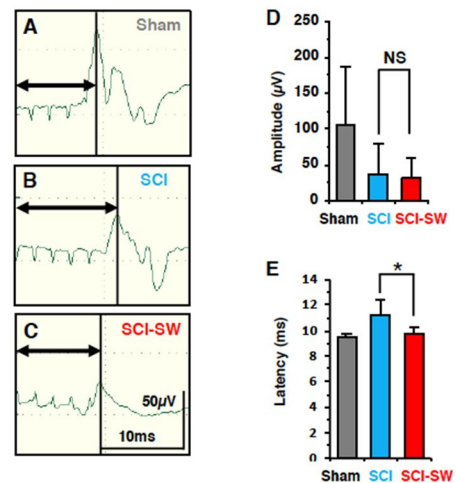 A
Sham
B
SCI
C
SCI-SW
50µV
10ms
D
250
200
150
100
50
0
Amplitude (µV)
NS
Sham SCI SCI-SW
E
14
12
10
8
6
4
2
0
Latency (ms)
*
Sham SCI SCI-SW